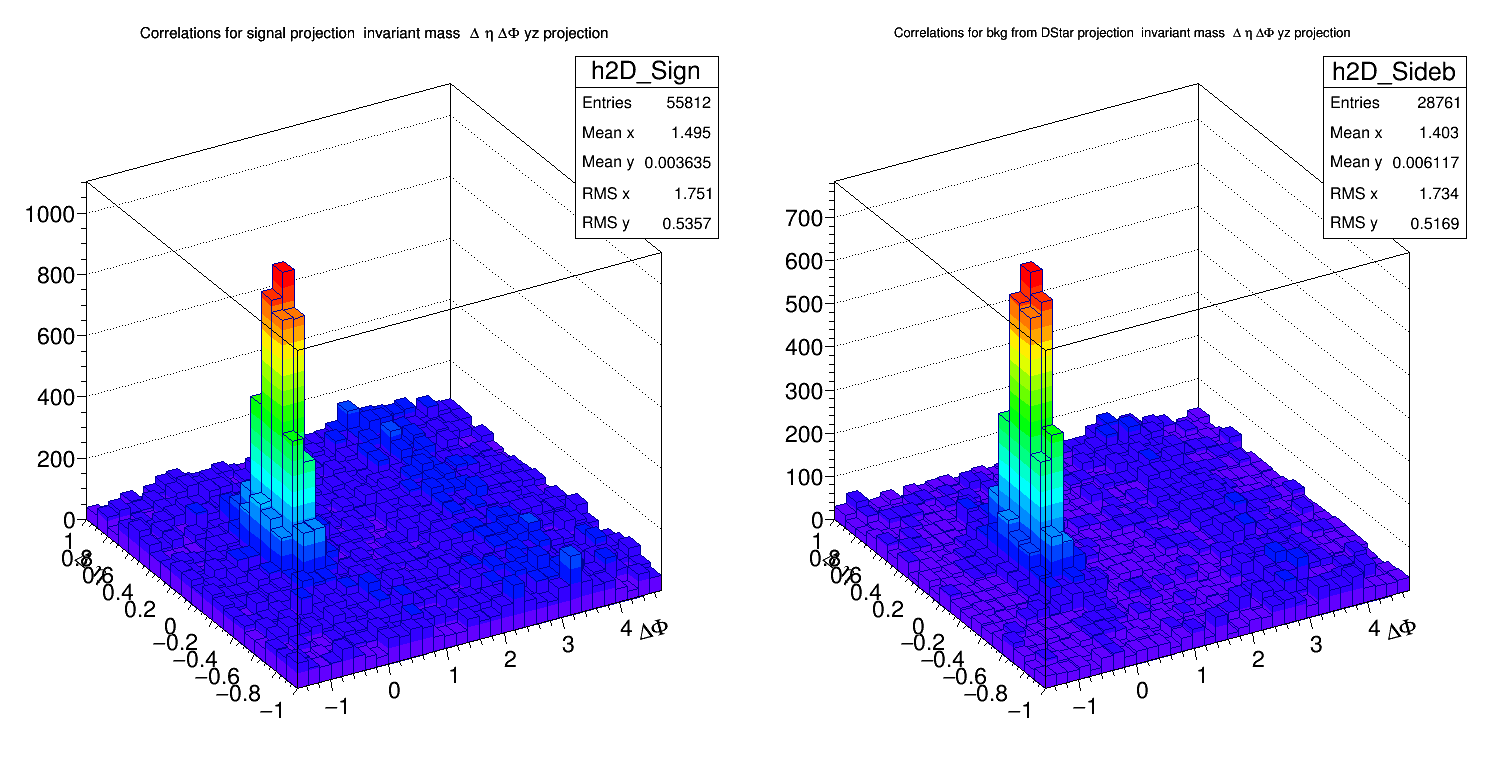 Correlations for signal projection invariant mass Δ η ΔΦ yz projection
h2D_Sign
Entries 55812
Mean x 1.495
Mean y 0.003635
RMS x 1.751
RMS y 0.5357
1000
800
600
400
200
0
1
0.8
0.6
0.4
0.2
0
−0.2
−0.4
−0.6
−0.8
−1
Δ η
−1
0
1
2
3
4
ΔΦ
Correlations for bkg from DStar projection invariant mass Δ η ΔΦ yz projection
h2D_Sideb
Entries 28761
Mean x 1.403
Mean y 0.006117
RMS x 1.734
RMS y 0.5169
700
600
500
400
300
200
100
0
1
0.8
0.6
0.4
0.2
0
−0.2
−0.4
−0.6
−0.8
−1
Δ η
−1
0
1
2
3
4
ΔΦ